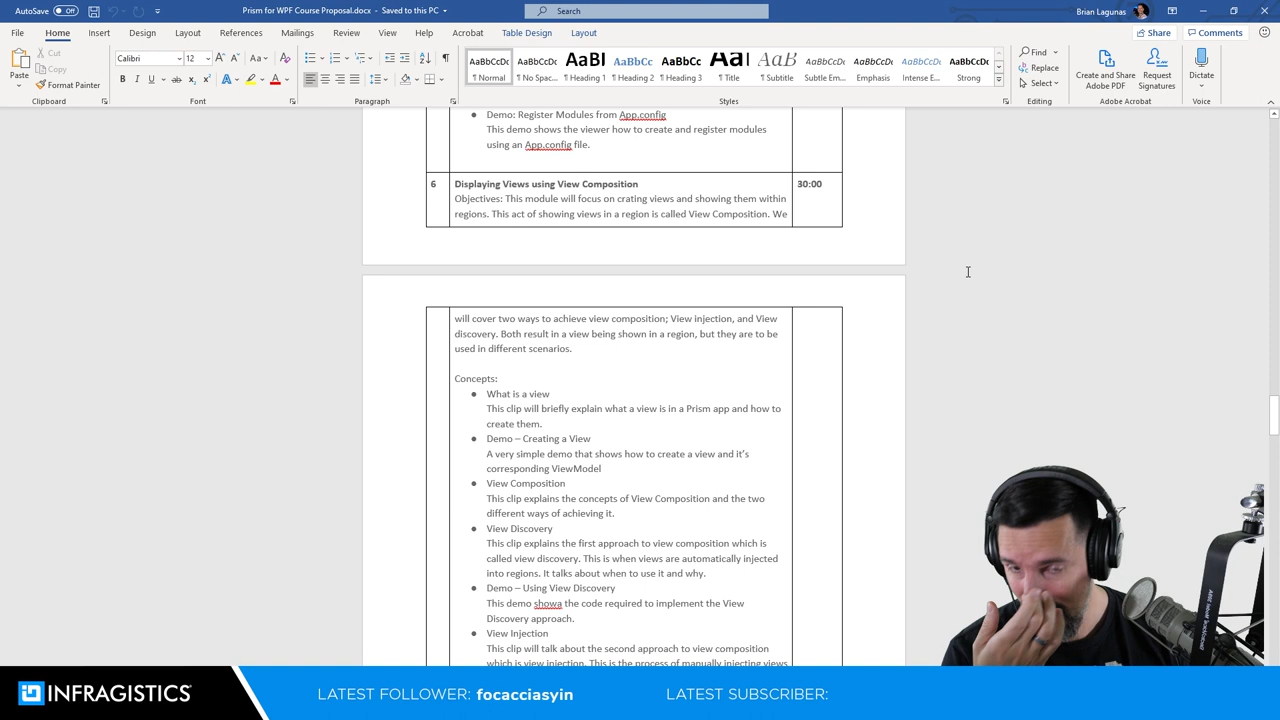 AutoSave Off
Prism for WPF Course Proposal.docx - Saved to this PC
Search
Brian Lagunas
File Home Insert Draw Design Layout References Mailings Review View Help Acrobat Table Design Layout
Share Comments
Paste
Cut
Copy
Format Painter
Clipboard
Calibri 12
Font
Paragraph
AaBbCcDc AaBbCcDc AaBl AaBbCc AaBbCc AaI AaB AaBbCcDc AaBbCcDc AaBbCcDc AaBbCcDc
¶ Normal ¶ No Spac... ¶ Heading 1 ¶ Heading 2 ¶ Heading 3 ¶ Title ¶ Subtitle Subtle Em... Emphasis Intense E... Strong
Styles
Find
Replace
Select
Editing
Create and Share
Adobe PDF
Request
Signatures
Adobe Acrobat
Dictate
Voice
● Demo: Register Modules from App.config
This demo shows the viewer how to create and register modules
using an App.config file.
6 Displaying Views using View Composition 30:00
Objectives: This module will focus on crating views and showing them within
regions. This act of showing views in a region is called View Composition. We
will cover two ways to achieve view composition; View injection, and View
discovery. Both result in a view being shown in a region, but they are to be
used in different scenarios.
Concepts:
● What is a view
This clip will briefly explain what a view is in a Prism app and how to
create them.
● Demo – Creating a View
A very simple demo that shows how to create a view and it's
corresponding ViewModel
● View Composition
This clip explains the concepts of View Composition and the two
different ways of achieving it.
● View Discovery
This clip explains the first approach to view composition which is
called view discovery. This is when views are automatically injected
into regions. It talks about when to use it and why.
● Demo – Using View Discovery
This demo showa the code required to implement the View
Discovery approach.
● View Injection
This clip will talk about the second approach to view composition
which is view injection. This is the process of manually injecting views
INFRAGISTICS
LATEST FOLLOWER: focacciasyin
LATEST SUBSCRIBER: